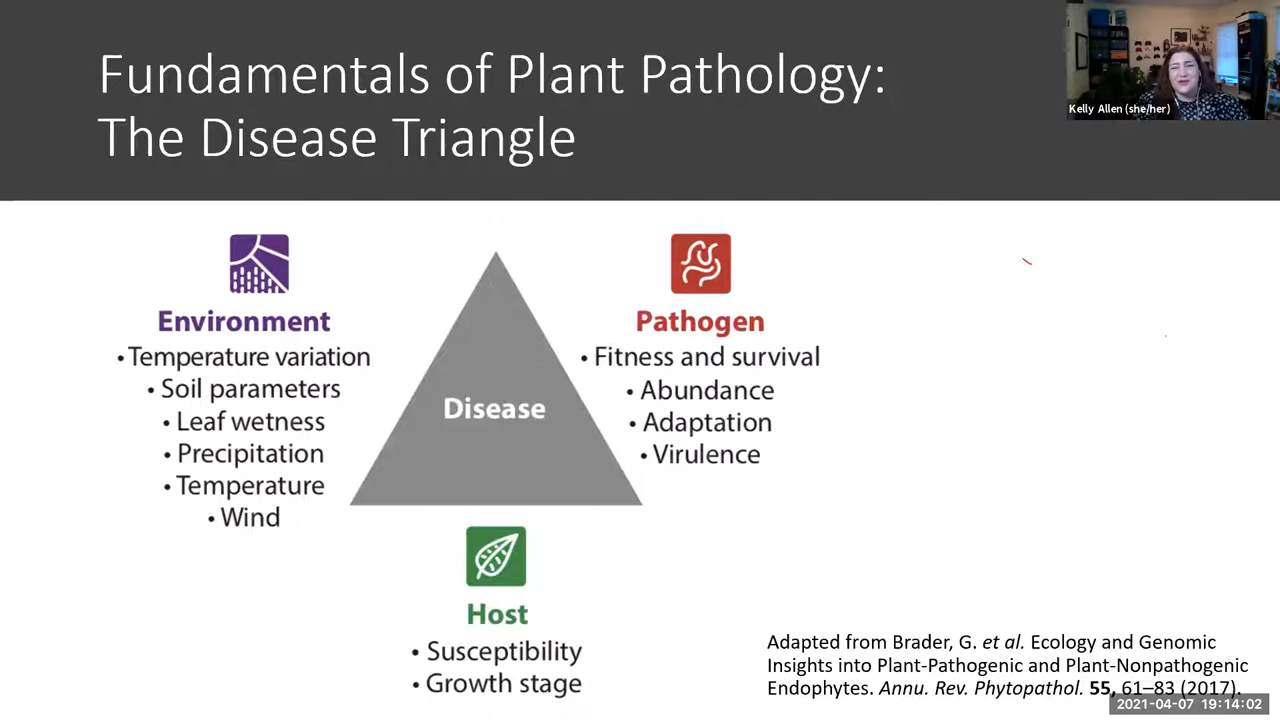 Fundamentals of Plant Pathology:
The Disease Triangle
Kelly Allen (she/her)
Environment
• Temperature variation
• Soil parameters
• Leaf wetness
• Precipitation
• Temperature
• Wind
Disease
Pathogen
• Fitness and survival
• Abundance
• Adaptation
• Virulence
Host
• Susceptibility
• Growth stage
Adapted from Brader, G. et al. Ecology and Genomic
Insights into Plant-Pathogenic and Plant-Nonpathogenic
Endophytes. Annu. Rev. Phytopathol. 55, 61–83 (2017).
2021-04-07 19:14:02